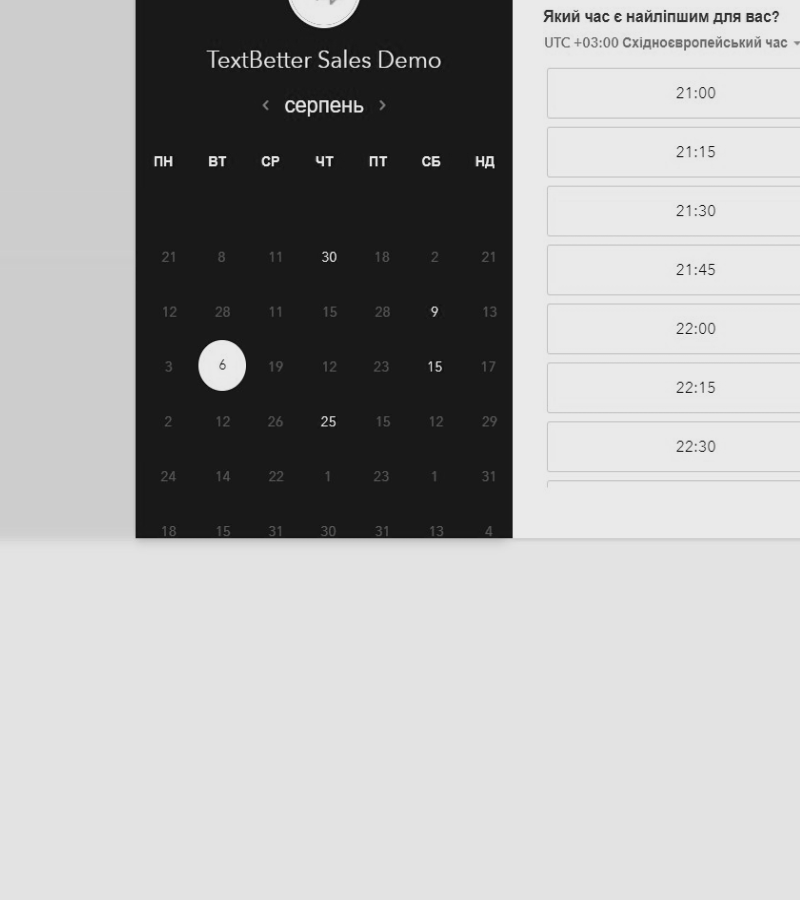 TextBetter Sales Demo
серпень
ПН ВТ СР ЧТ ПТ СБ НД
21 8 11 30 18 2 21
12 28 11 15 28 9 13
3 6 19 12 23 15 17
2 12 26 25 15 12 29
24 14 22 1 23 1 31
18 15 31 30 31 13 4
Який час є найліпшим для вас?
UTC +03:00 Східноєвропейський час
21:00
21:15
21:30
21:45
22:00
22:15
22:30